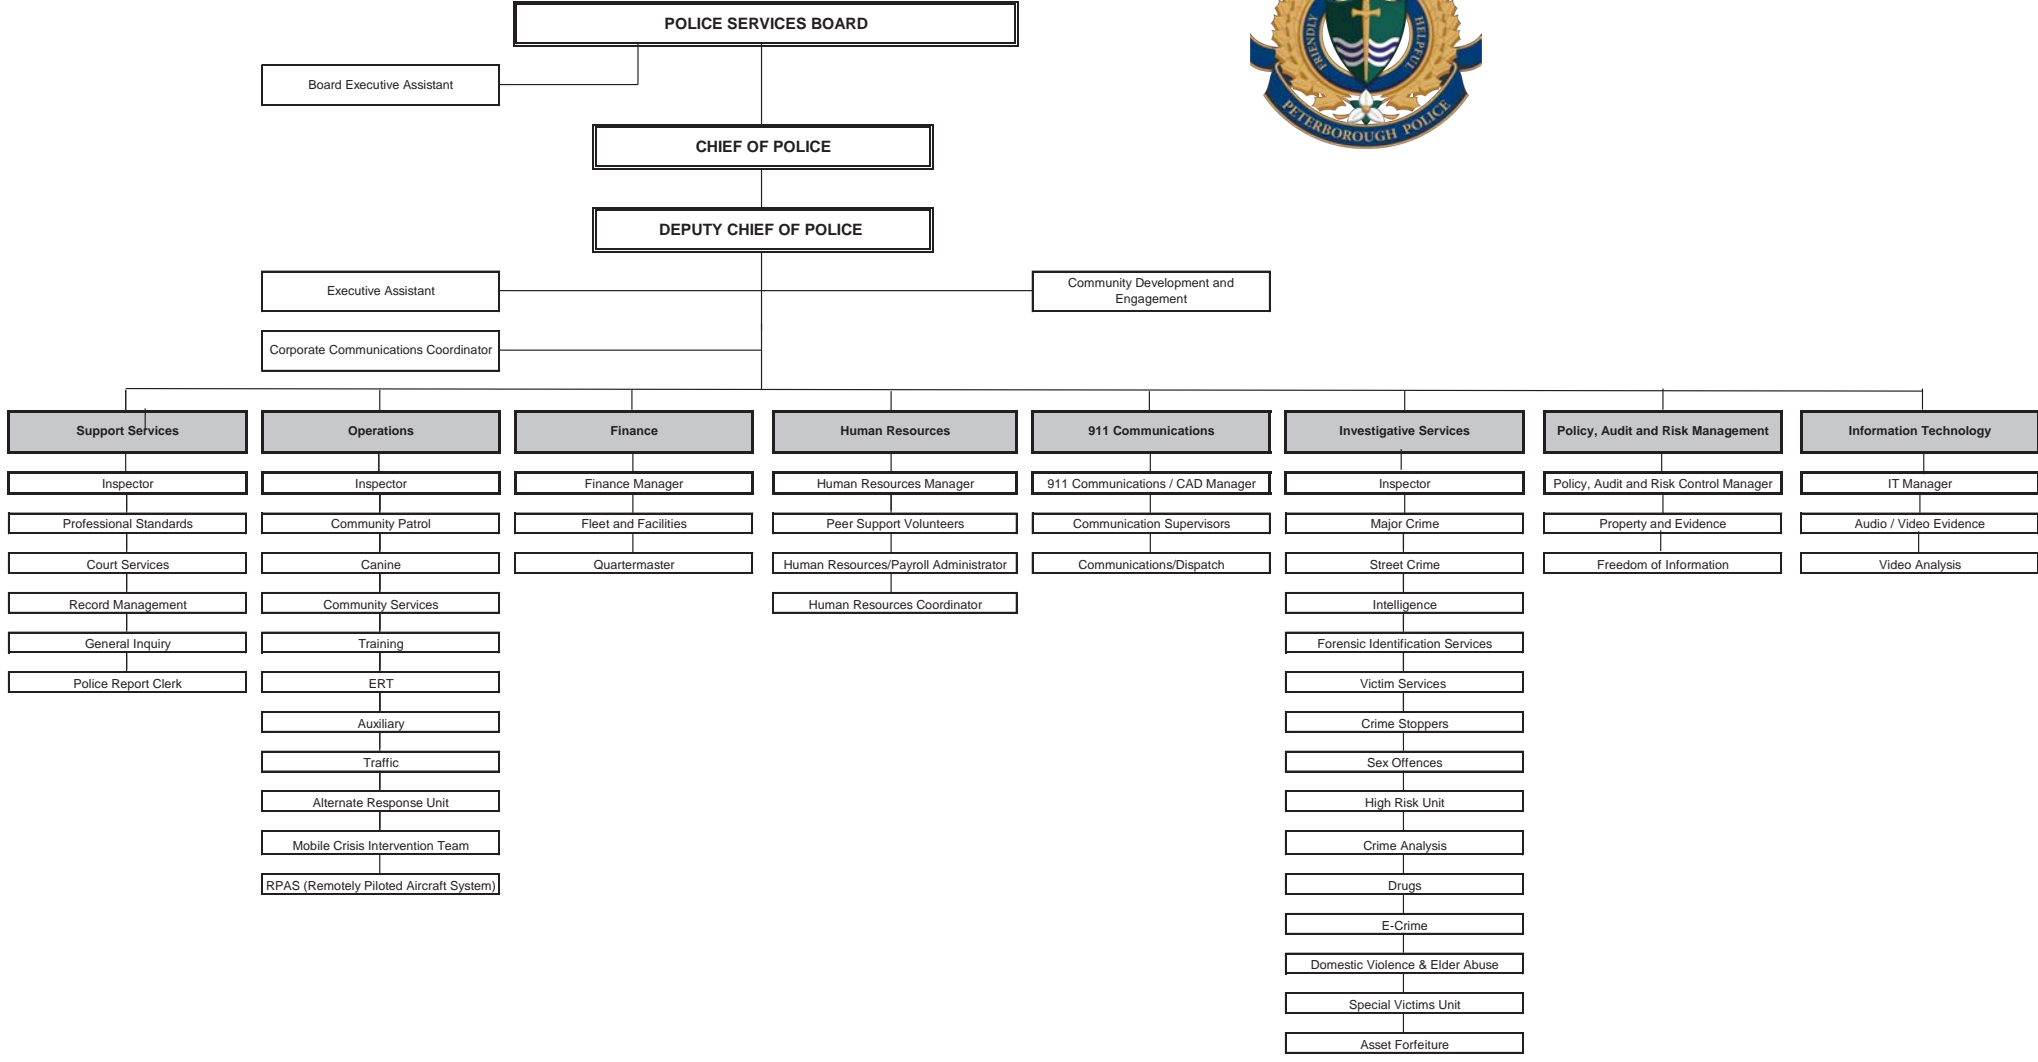 POLICE SERVICES BOARD
FRIENDLY
HELPFUL
PETERBOROUGH POLICE
Board Executive Assistant
CHIEF OF POLICE
DEPUTY CHIEF OF POLICE
Executive Assistant
Community Development and
Engagement
Corporate Communications Coordinator
Support Services
Inspector
Professional Standards
Court Services
Record Management
General Inquiry
Police Report Clerk
Operations
Inspector
Community Patrol
Canine
Community Services
Training
ERT
Auxiliary
Traffic
Alternate Response Unit
Mobile Crisis Intervention Team
RPAS (Remotely Piloted Aircraft System)
Finance
Finance Manager
Fleet and Facilities
Quartermaster
Human Resources
Human Resources Manager
Peer Support Volunteers
Human Resources/Payroll Administrator
Human Resources Coordinator
911 Communications
911 Communications / CAD Manager
Communication Supervisors
Communications/Dispatch
Investigative Services
Inspector
Major Crime
Street Crime
Intelligence
Forensic Identification Services
Victim Services
Crime Stoppers
Sex Offences
High Risk Unit
Crime Analysis
Drugs
E-Crime
Domestic Violence & Elder Abuse
Special Victims Unit
Asset Forfeiture
Policy, Audit and Risk Management
Policy, Audit and Risk Control Manager
Property and Evidence
Freedom of Information
Information Technology
IT Manager
Audio / Video Evidence
Video Analysis